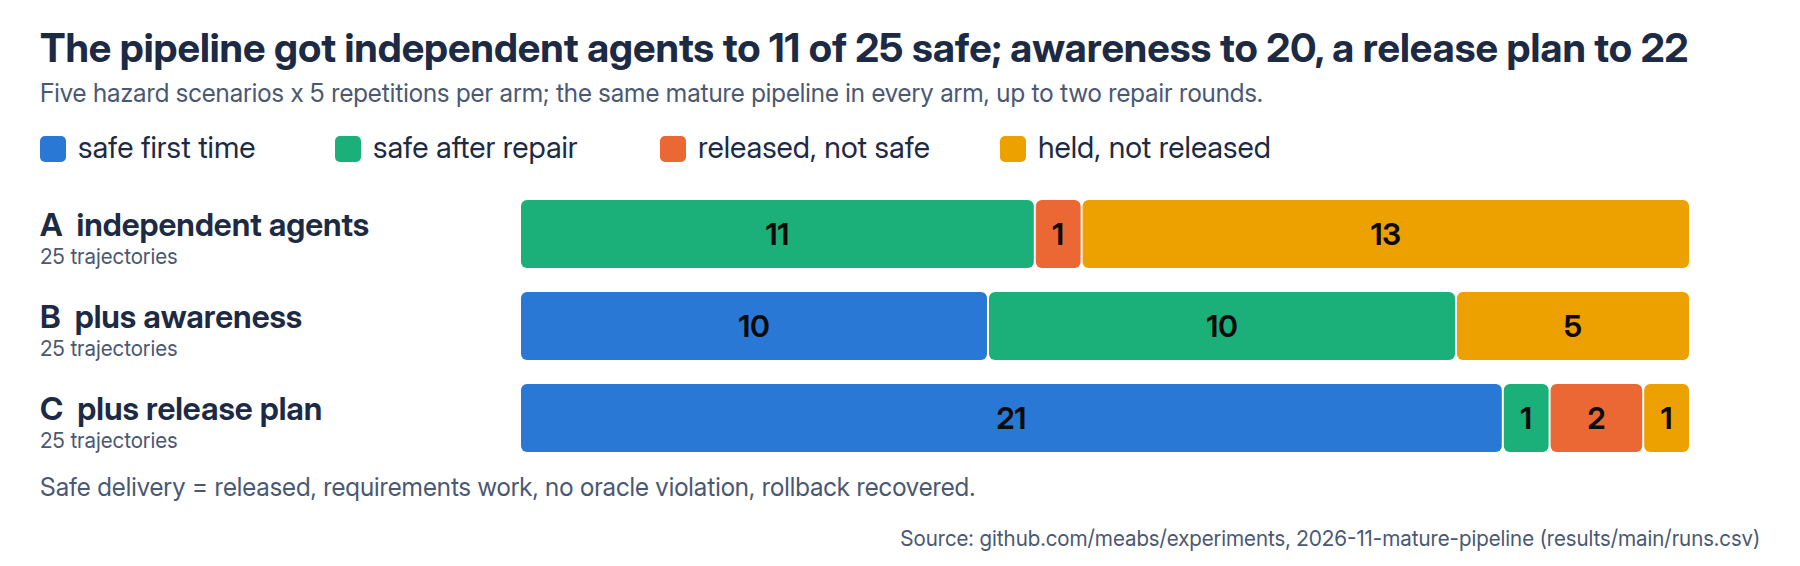 The pipeline got independent agents to 11 of 25 safe; awareness to 20, a release plan to 22
Five hazard scenarios x 5 repetitions per arm; the same mature pipeline in every arm, up to two repair rounds.
safe first time safe after repair released, not safe held, not released
A independent agents
25 trajectories
11 1 13
B plus awareness
25 trajectories
10 10 5
C plus release plan
25 trajectories
21 1 2 1
Safe delivery = released, requirements work, no oracle violation, rollback recovered.
Source: github.com/meabs/experiments, 2026-11-mature-pipeline (results/main/runs.csv)